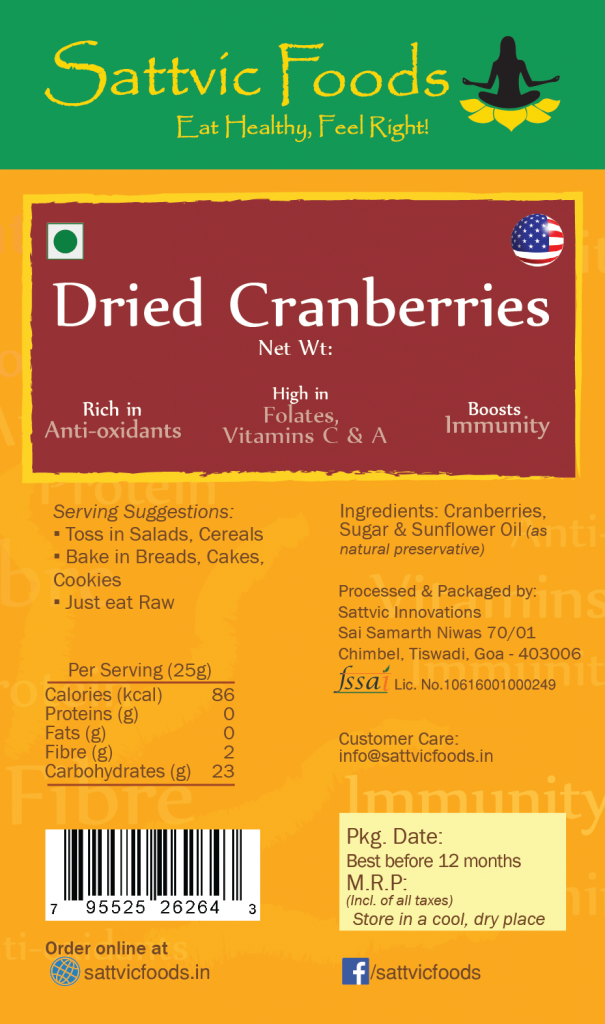 Sattvic Foods
Eat Healthy, Feel Right!
Dried Cranberries
Net Wt:
Rich in
Anti-oxidants
High in
Folates,
Vitamins C & A
Boosts
Immunity
Serving Suggestions:
▪ Toss in Salads, Cereals
▪ Bake in Breads, Cakes,
Cookies
▪ Just eat Raw
Ingredients: Cranberries,
Sugar & Sunflower Oil (as
natural preservative)
Processed & Packaged by:
Sattvic Innovations
Sai Samarth Niwas 70/01
Chimbel, Tiswadi, Goa - 403006
fssai Lic. No.10616001000249
Per Serving (25g)
Calories (kcal) 86
Proteins (g) 0
Fats (g) 0
Fibre (g) 2
Carbohydrates (g) 23
Customer Care:
info@sattvicfoods.in
Protein
Vitamins
Fibre
Immunity
Pkg. Date:
Best before 12 months
M.R.P:
(Incl. of all taxes)
Store in a cool, dry place
7 95525 26264 3
Order online at
sattvicfoods.in
f/sattvicfoods